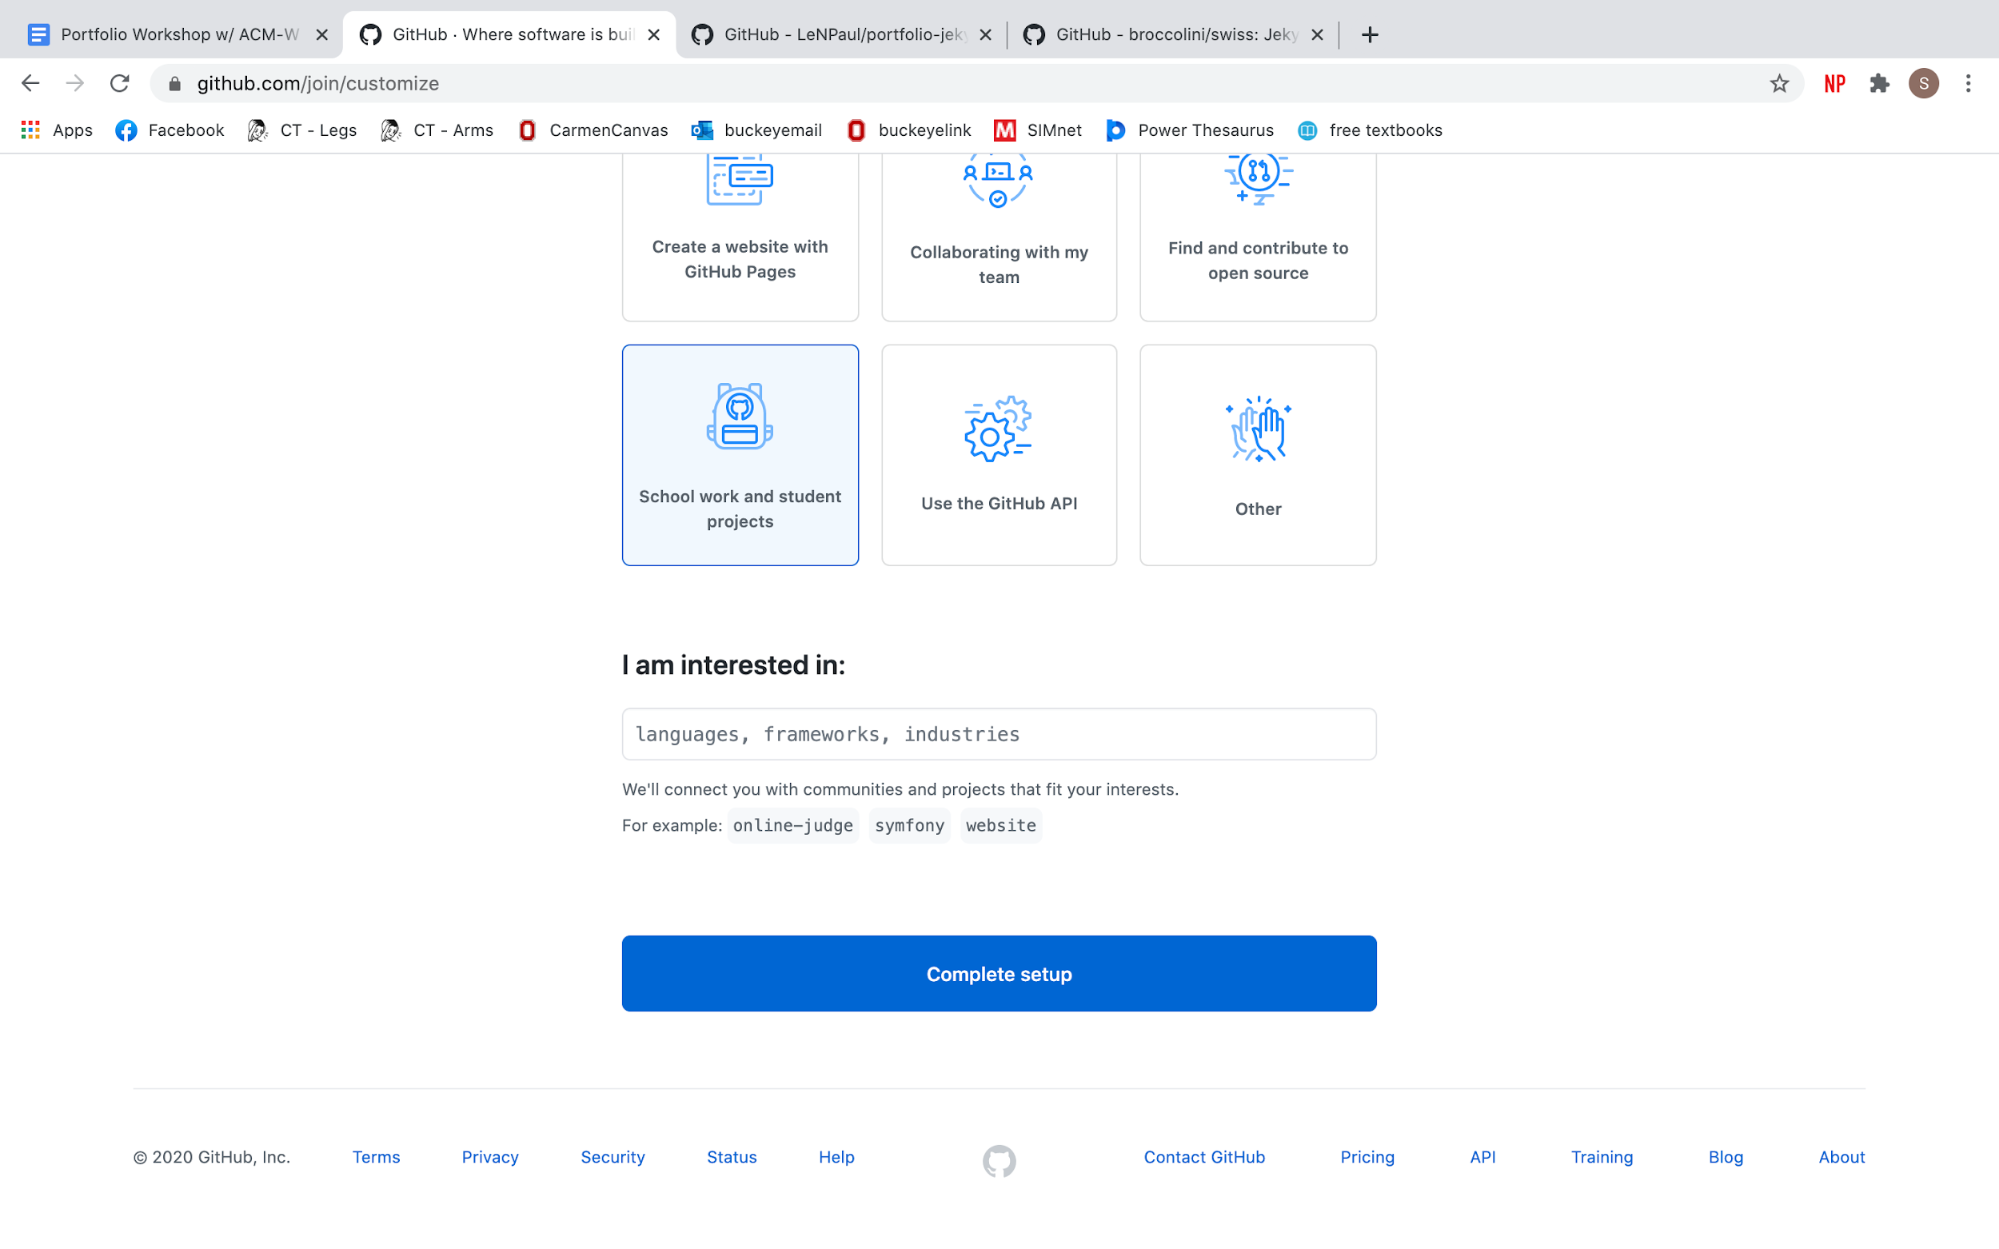 Portfolio Workshop w/ ACM-W
GitHub · Where software is buil
GitHub - LeNPaul/portfolio-jeky
GitHub - broccolini/swiss: Jeky
github.com/join/customize
NP
S
Apps
Facebook
CT - Legs
CT - Arms
CarmenCanvas
buckeyemail
buckeyelink
SIMnet
Power Thesaurus
free textbooks
Create a website with
GitHub Pages
Collaborating with my
team
Find and contribute to
open source
School work and student
projects
Use the GitHub API
Other
I am interested in:
languages, frameworks, industries
We'll connect you with communities and projects that fit your interests.
For example: online-judge symfony website
Complete setup
© 2020 GitHub, Inc. Terms Privacy Security Status Help Contact GitHub Pricing API Training Blog About